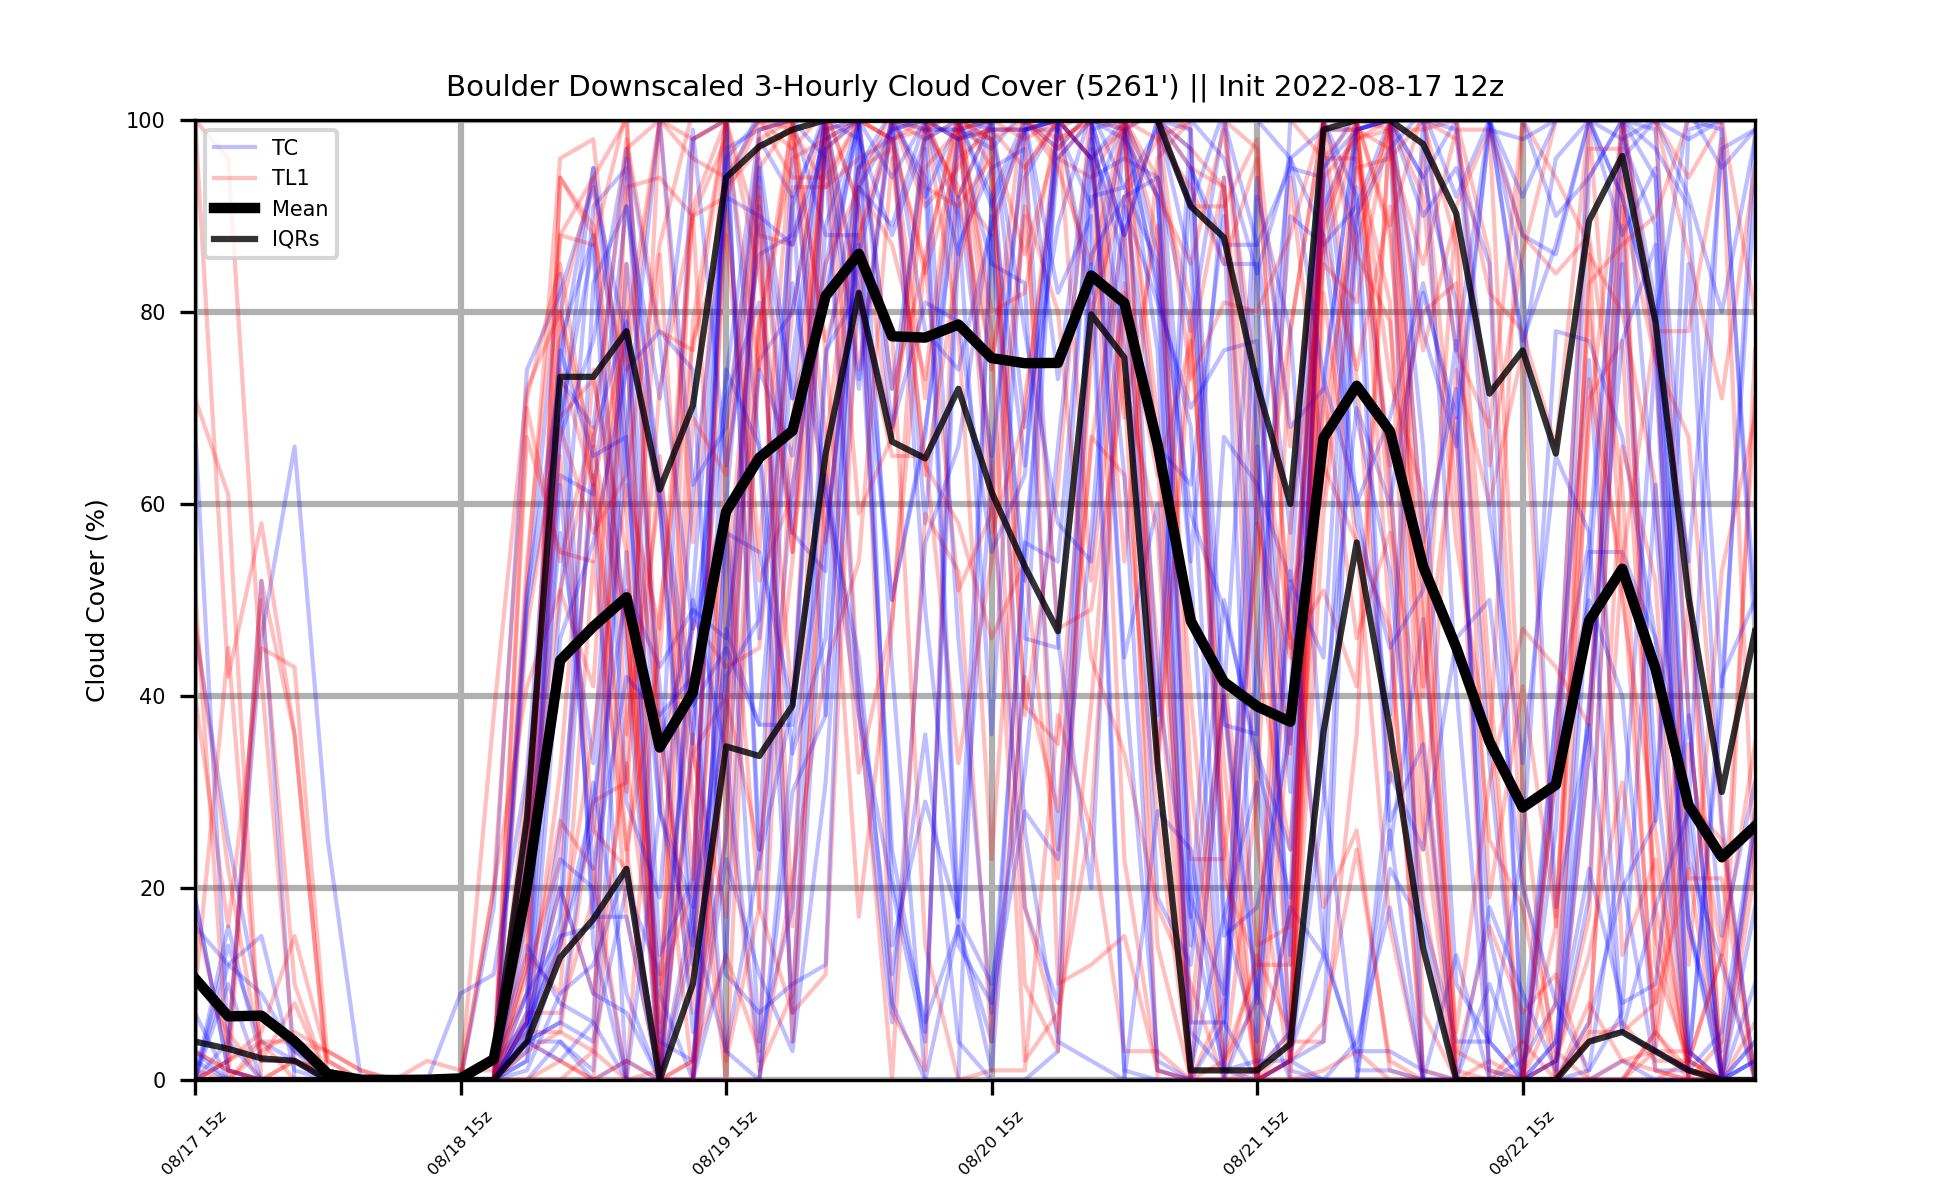 Boulder Downscaled 3-Hourly Cloud Cover (5261') || Init 2022-08-17 12z
100
80
60
40
20
0
Cloud Cover (%)
TC
TL1
Mean
IQRs
08/17 15z
08/18 15z
08/19 15z
08/20 15z
08/21 15z
08/22 15z